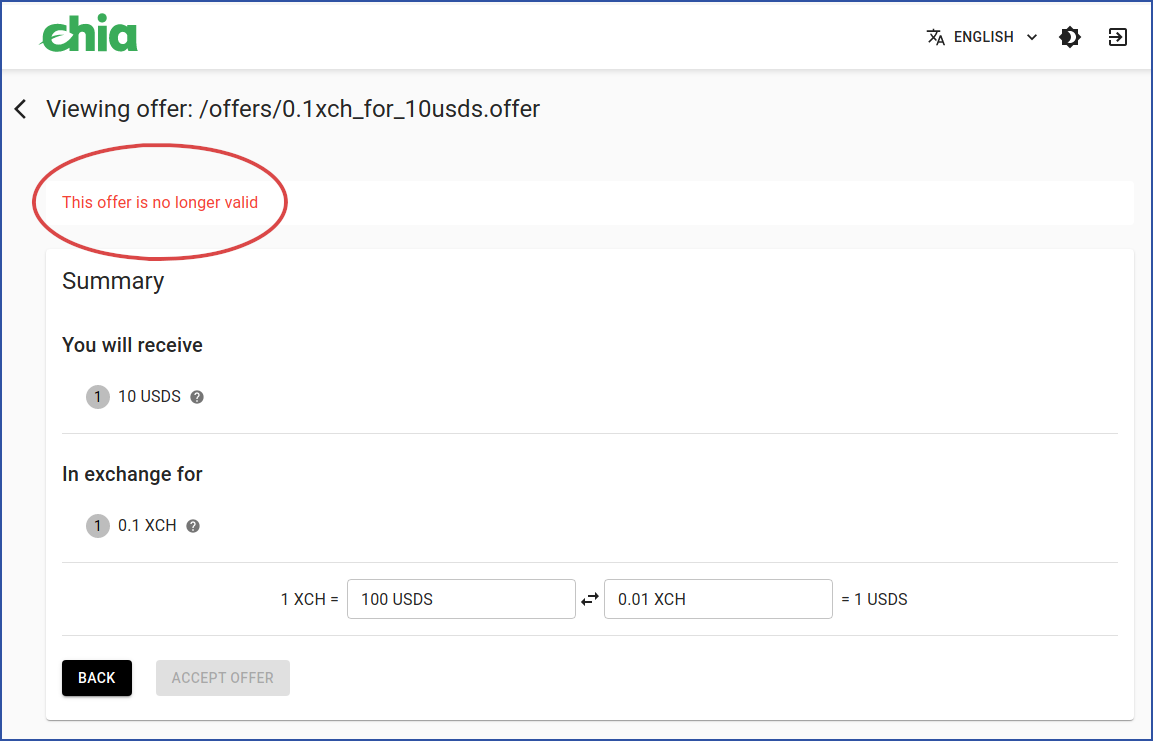 chia
ENGLISH
Viewing offer: /offers/0.1xch_for_10usds.offer
This offer is no longer valid
Summary
You will receive
1 10 USDS ?
In exchange for
1 0.1 XCH ?
1 XCH = 100 USDS 0.01 XCH = 1 USDS
BACK ACCEPT OFFER